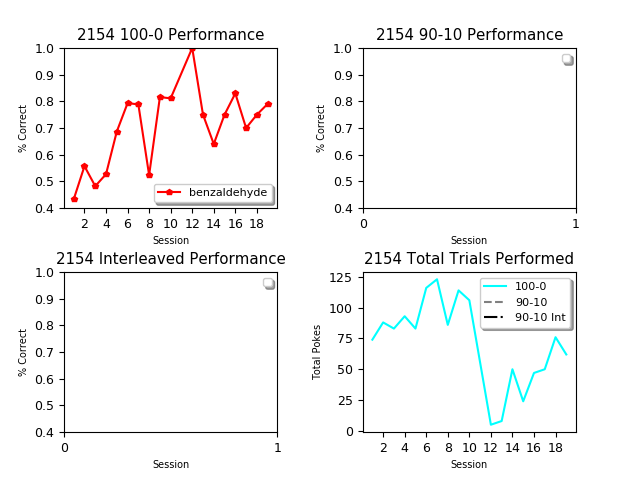 2154 100-0 Performance
% Correct
1.0
0.9
0.8
0.7
0.6
0.5
0.4
benzaldehyde
2 4 6 8 10 12 14 16 18
Session
2154 90-10 Performance
% Correct
1.0
0.9
0.8
0.7
0.6
0.5
0.4
0 1
Session
2154 Interleaved Performance
% Correct
1.0
0.9
0.8
0.7
0.6
0.5
0.4
0 1
Session
2154 Total Trials Performed
Total Pokes
125
100
75
50
25
0
100-0
90-10
90-10 Int
2 4 6 8 10 12 14 16 18
Session